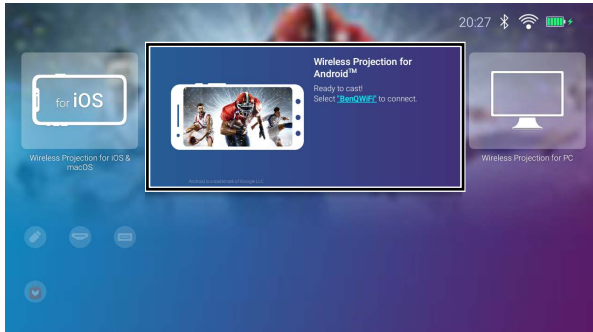 20:27
for iOS
Wireless Projection for iOS &
macOS
Wireless Projection for
Android™
Ready to cast!
Select "BenQWiFi" to connect.
Android is a trademark of Google LLC.
Wireless Projection for PC